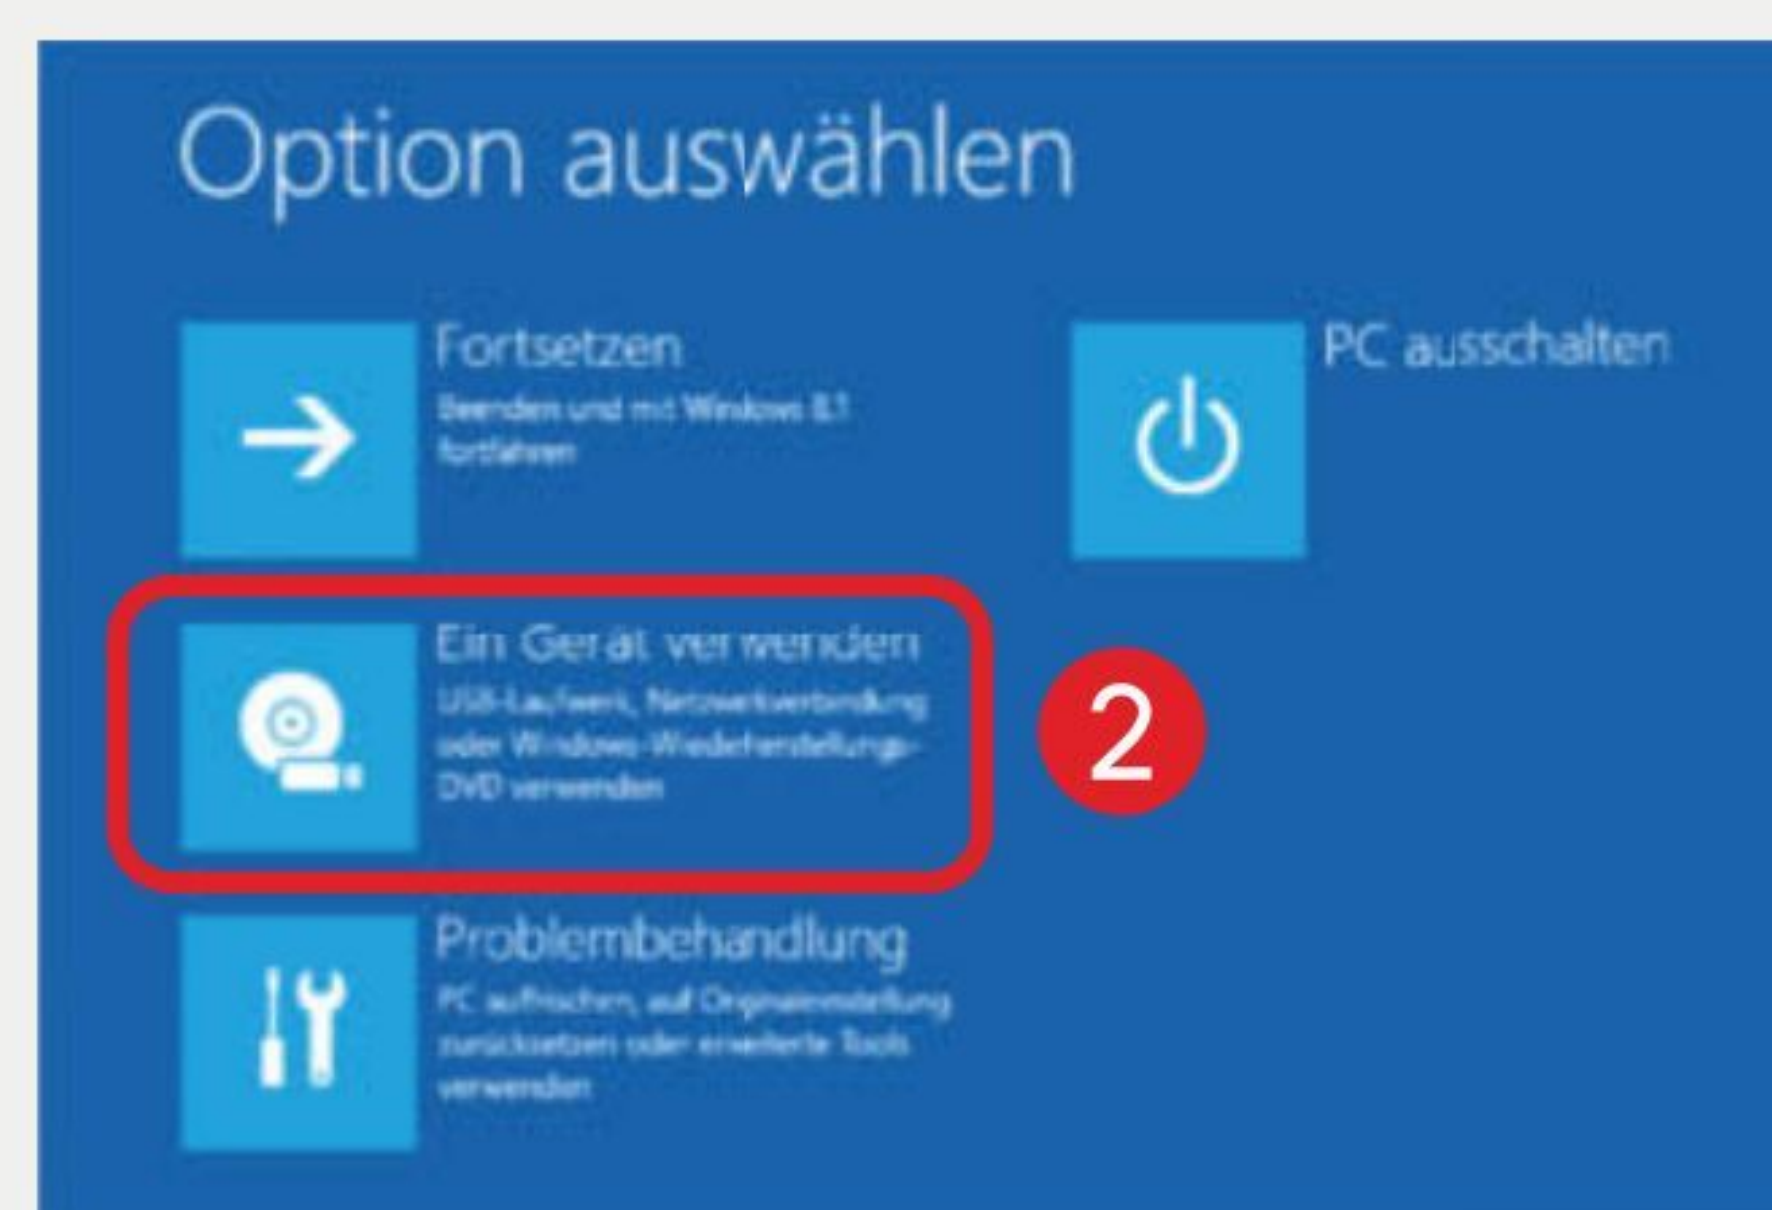 Option auswählen
Fortsetzen
Beenden und mit Windows 8.1
fortfahren
PC ausschalten
Ein Gerät verwenden
USB-Laufwerk, Netzwerkverbindung
oder Windows-Wiederherstellungs-
DVD verwenden
2
Problembehandlung
PC auffrischen, auf Originaleinstellung
zurücksetzen oder erweiterte Tools
verwenden